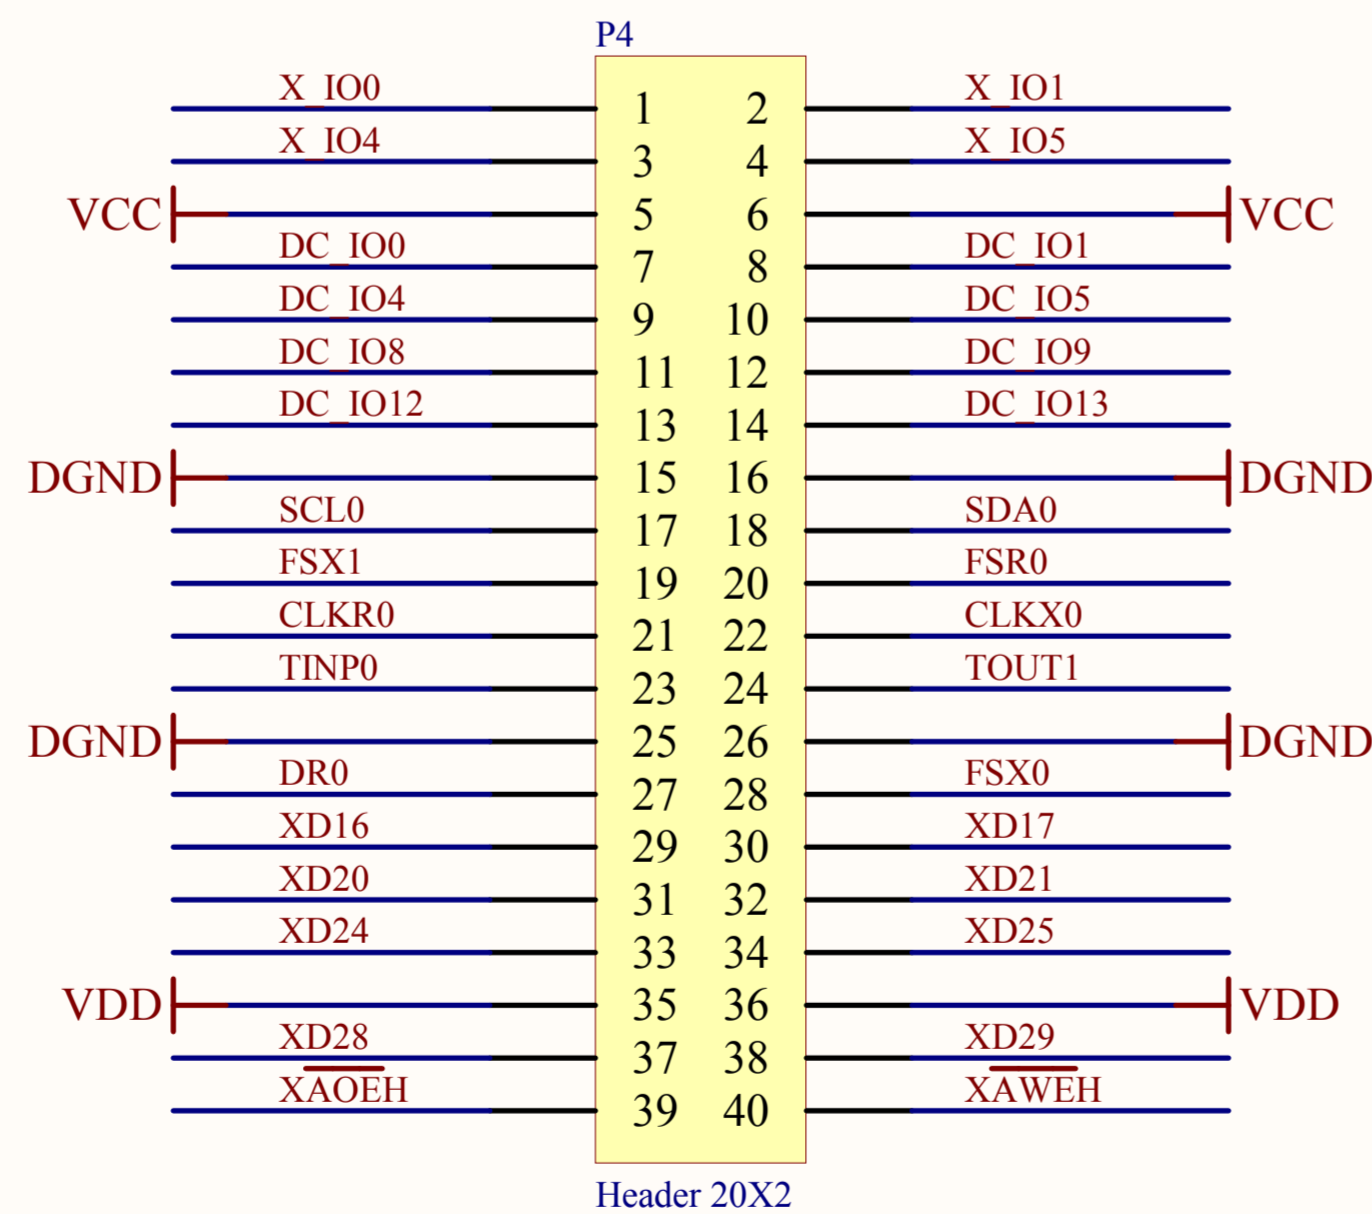 P4
X_IO0 1 2 X_IO1
X_IO4 3 4 X_IO5
VCC 5 6 VCC
DC_IO0 7 8 DC_IO1
DC_IO4 9 10 DC_IO5
DC_IO8 11 12 DC_IO9
DC_IO12 13 14 DC_IO13
DGND 15 16 DGND
SCL0 17 18 SDA0
FSX1 19 20 FSR0
CLKR0 21 22 CLKX0
TINP0 23 24 TOUT1
DGND 25 26 DGND
DR0 27 28 FSX0
XD16 29 30 XD17
XD20 31 32 XD21
XD24 33 34 XD25
VDD 35 36 VDD
XD28 37 38 XD29
XA̅O̅E̅H 39 40 XA̅W̅E̅H
Header 20X2